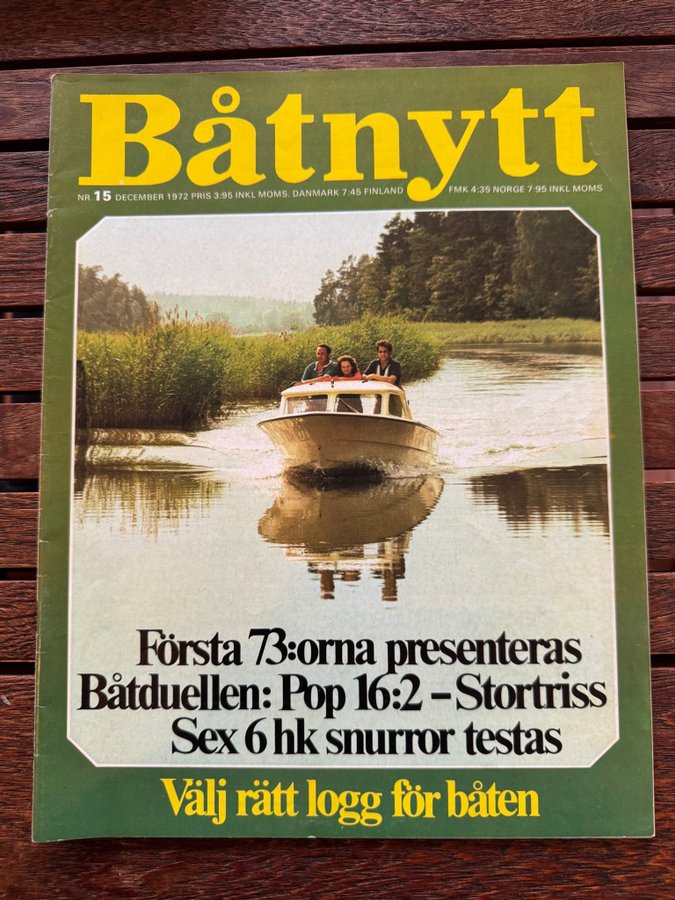 Båtnytt
NR 15 DECEMBER 1972 PRIS 3:95 INKL MOMS. DANMARK 7:45 FINLAND FMK 4:35 NORGE 7:95 INKL MOMS
Första 73:orna presenteras
Båtduellen: Pop 16:2 – Stortriss
Sex 6 hk snurror testas
Välj rätt logg för båten